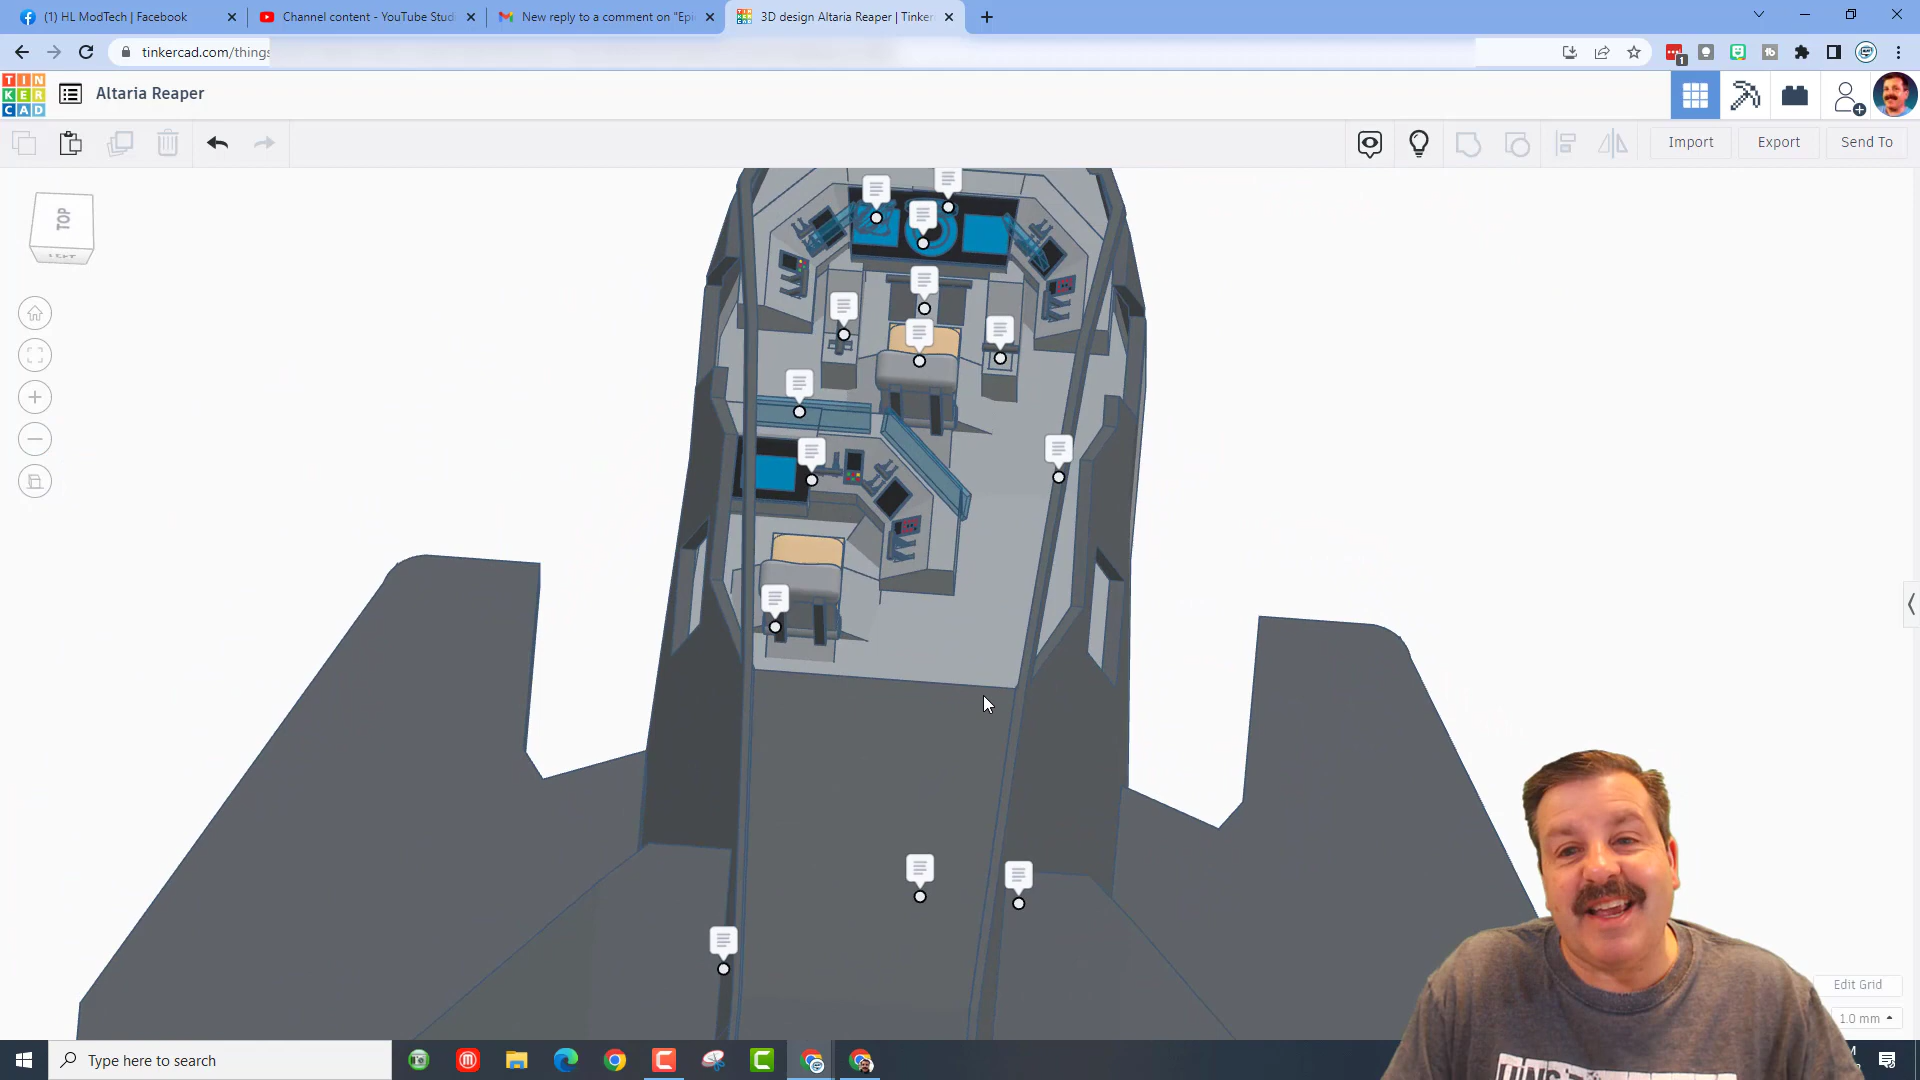 HL ModTech | Facebook
Channel content - YouTube Stud
New reply to a comment on "Epi
3D design Altaria Reaper | Tinker
tinkercad.com/things
1
TIN
KER
CAD
Altaria Reaper
Import
Export
Send To
TOP
LEFT
Edit Grid
1.0 mm
Type here to search